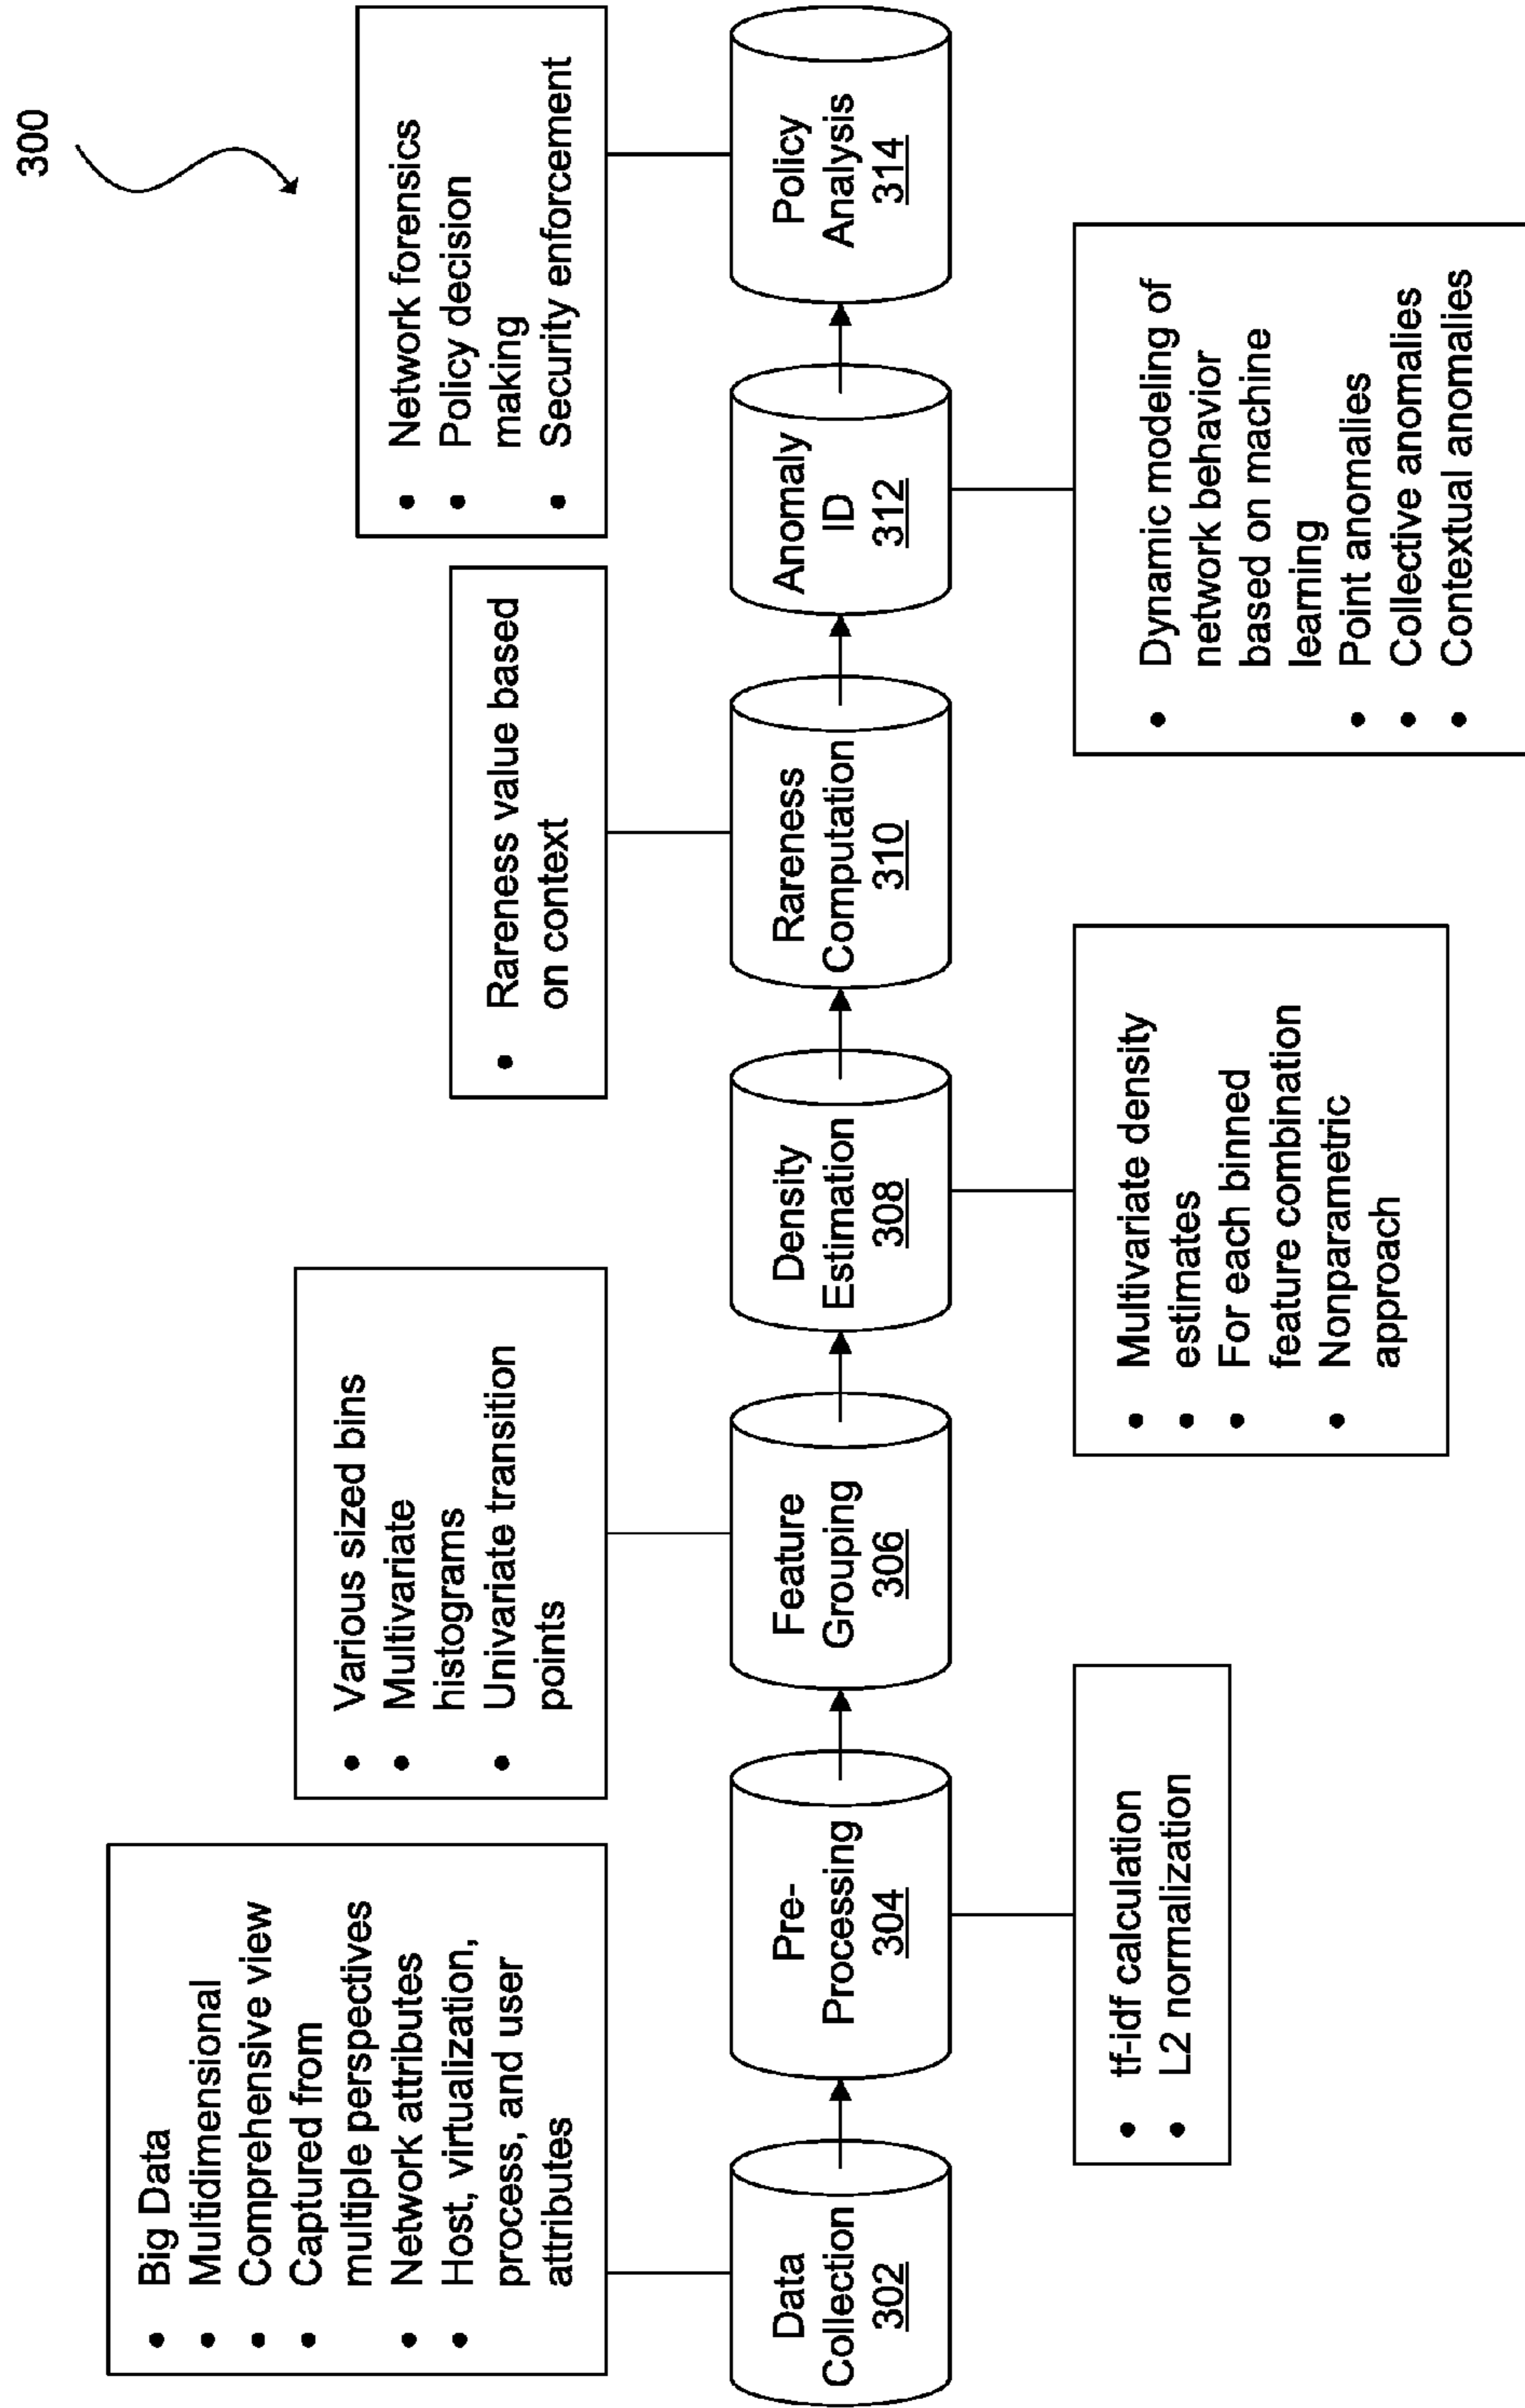 300
• Big Data
• Multidimensional
• Comprehensive view
• Captured from
multiple perspectives
• Network attributes
• Host, virtualization,
process, and user
attributes
• Various sized bins
• Multivariate
histograms
• Univariate transition
points
• Rareness value based
on context
• Network forensics
• Policy decision
making
• Security enforcement
Data
Collection
302
Pre-
Processing
304
Feature
Grouping
306
Density
Estimation
308
Rareness
Computation
310
Anomaly
ID
312
Policy
Analysis
314
• tf-idf calculation
• L2 normalization
• Multivariate density
• estimates
• For each binned
feature combination
• Nonparametric
approach
• Dynamic modeling of
network behavior
based on machine
learning
• Point anomalies
• Collective anomalies
• Contextual anomalies